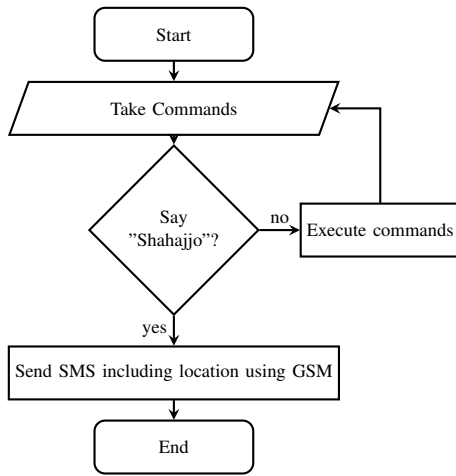 Start
Take Commands
Say
”Shahajjo”?
no
Execute commands
yes
Send SMS including location using GSM
End